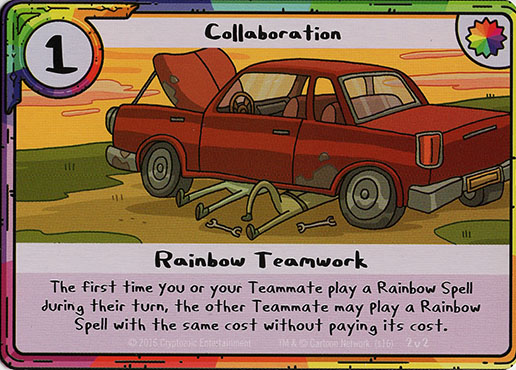 1
Collaboration
Rainbow Teamwork
The first time you or your Teammate play a Rainbow Spell
during their turn, the other Teammate may play a Rainbow
Spell with the same cost without paying its cost.
© 2016 Cryptozoic Entertainment TM & © Cartoon Network. (s16) 2v2